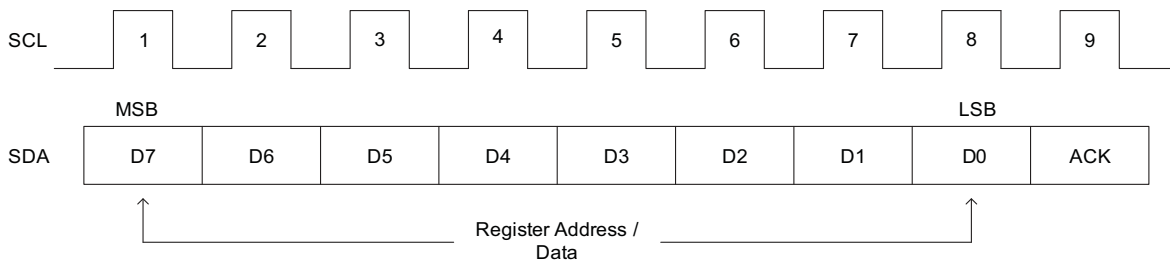 SCL 1 2 3 4 5 6 7 8 9
MSB LSB
SDA D7 D6 D5 D4 D3 D2 D1 D0 ACK
Register Address /
Data